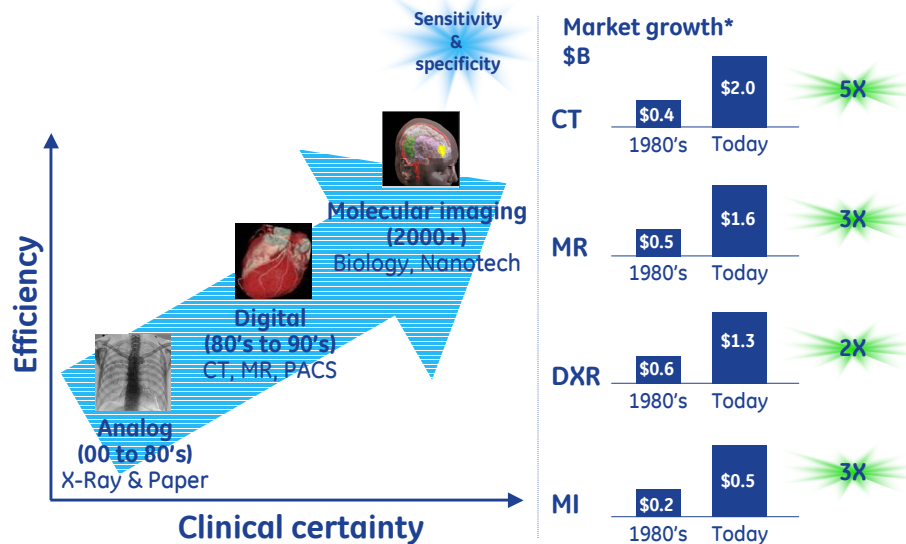 Sensitivity
&
specificity
Efficiency
Molecular imaging
(2000+)
Biology, Nanotech
Digital
(80's to 90's)
CT, MR, PACS
Analog
(00 to 80's)
X-Ray & Paper
Clinical certainty
Market growth*
$B
CT
$0.4
$2.0
1980's
Today
5X
MR
$0.5
$1.6
1980's
Today
3X
DXR
$0.6
$1.3
1980's
Today
2X
MI
$0.2
$0.5
1980's
Today
3X